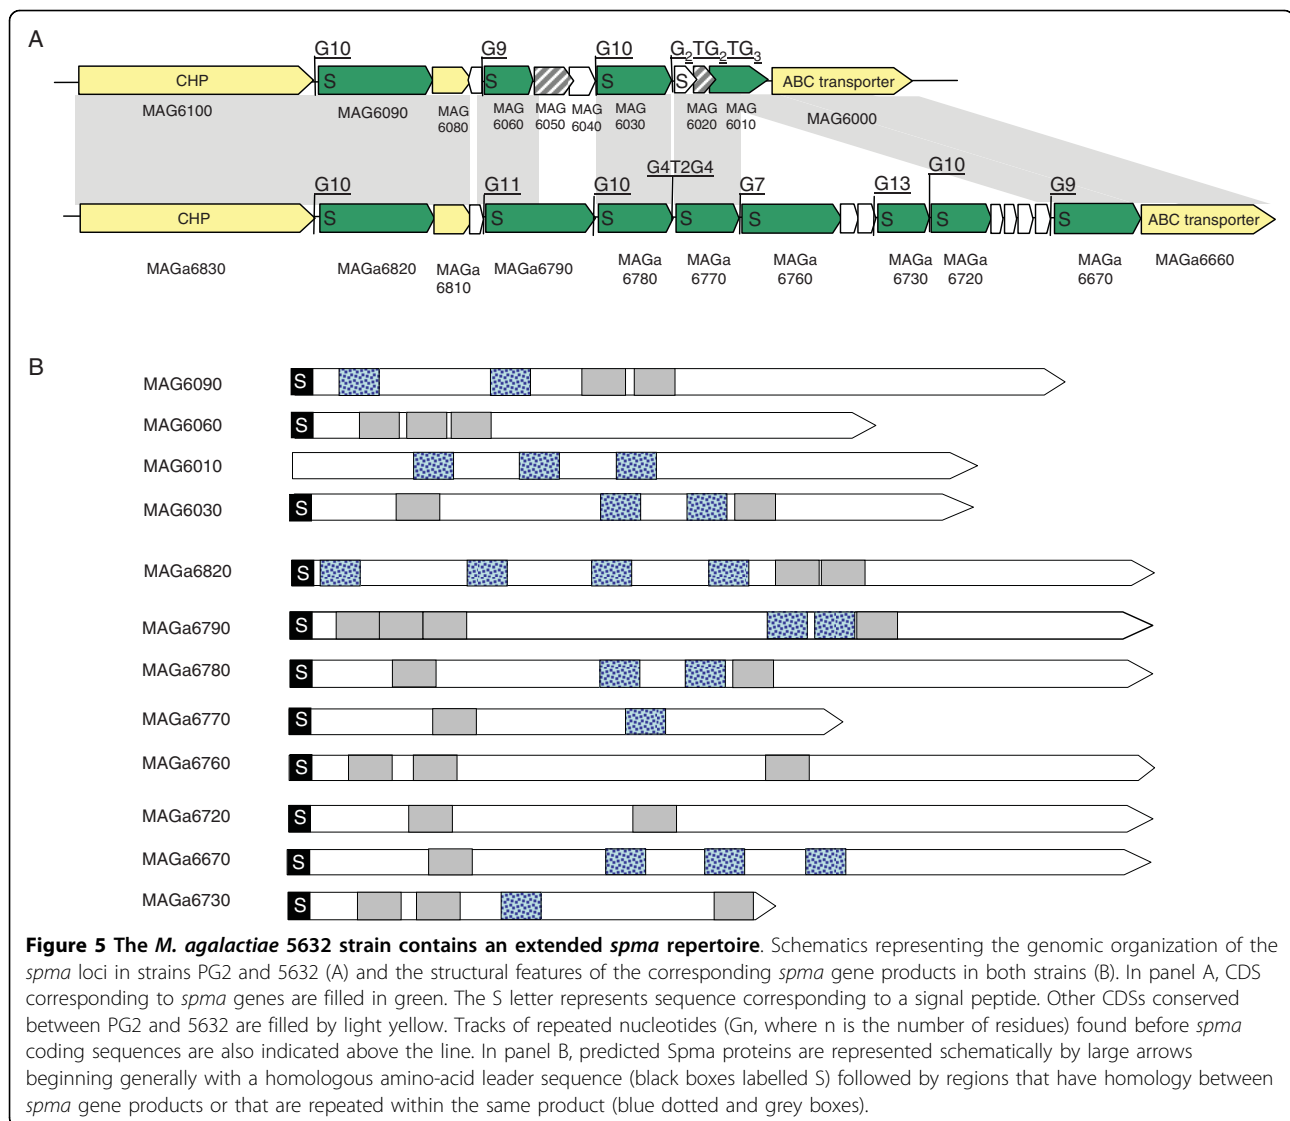 A
G10 G9 G10 G2TG2TG3
CHP S S S S ABC transporter
MAG6100 MAG6090 MAG 6080 MAG 6060 MAG 6050 MAG 6040 MAG 6030 MAG 6020 MAG 6010 MAG6000
G10 G11 G10 G4T2G4 G7 G13 G10 G9
CHP S S S S S S S S ABC transporter
MAGa6830 MAGa6820 MAGa 6810 MAGa6790 MAGa 6780 MAGa 6770 MAGa 6760 MAGa 6730 MAGa 6720 MAGa 6670 MAGa6660
B
MAG6090 S
MAG6060 S
MAG6010
MAG6030 S
MAGa6820 S
MAGa6790 S
MAGa6780 S
MAGa6770 S
MAGa6760 S
MAGa6720 S
MAGa6670 S
MAGa6730 S
Figure 5 The M. agalactiae 5632 strain contains an extended spma repertoire. Schematics representing the genomic organization of the
spma loci in strains PG2 and 5632 (A) and the structural features of the corresponding spma gene products in both strains (B). In panel A, CDS
corresponding to spma genes are filled in green. The S letter represents sequence corresponding to a signal peptide. Other CDSs conserved
between PG2 and 5632 are filled by light yellow. Tracks of repeated nucleotides (Gn, where n is the number of residues) found before spma
coding sequences are also indicated above the line. In panel B, predicted Spma proteins are represented schematically by large arrows
beginning generally with a homologous amino-acid leader sequence (black boxes labelled S) followed by regions that have homology between
spma gene products or that are repeated within the same product (blue dotted and grey boxes).